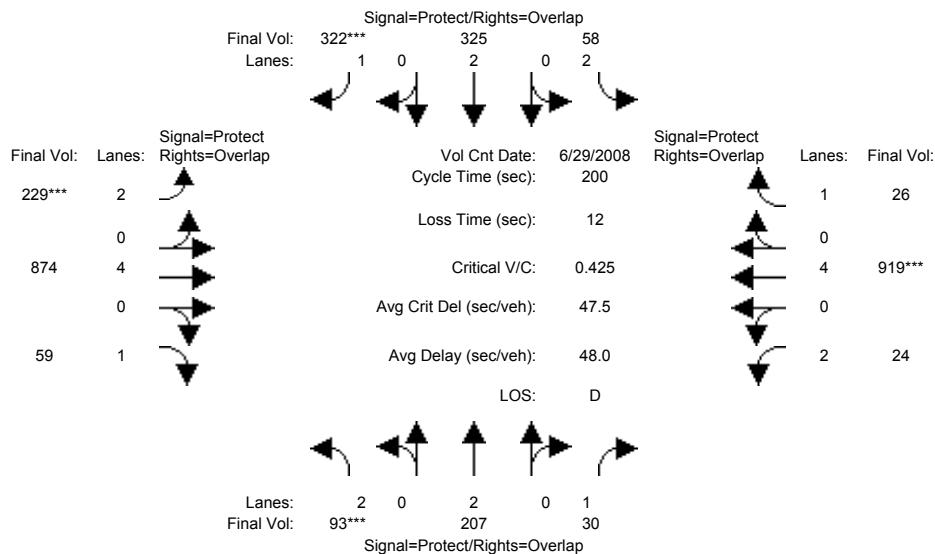 Signal=Protect/Rights=Overlap
Final Vol: 322*** 325 58
Lanes: 1 0 2 0 2
Signal=Protect
Final Vol: Lanes: Rights=Overlap
Vol Cnt Date: 6/29/2008
Signal=Protect
Rights=Overlap Lanes: Final Vol:
Cycle Time (sec): 200
229*** 2
1 26
Loss Time (sec): 12
0
0
874 4
Critical V/C: 0.425
4 919***
0
Avg Crit Del (sec/veh): 47.5
0
59 1
Avg Delay (sec/veh): 48.0
2 24
LOS: D
Lanes: 2 0 2 0 1
Final Vol: 93*** 207 30
Signal=Protect/Rights=Overlap